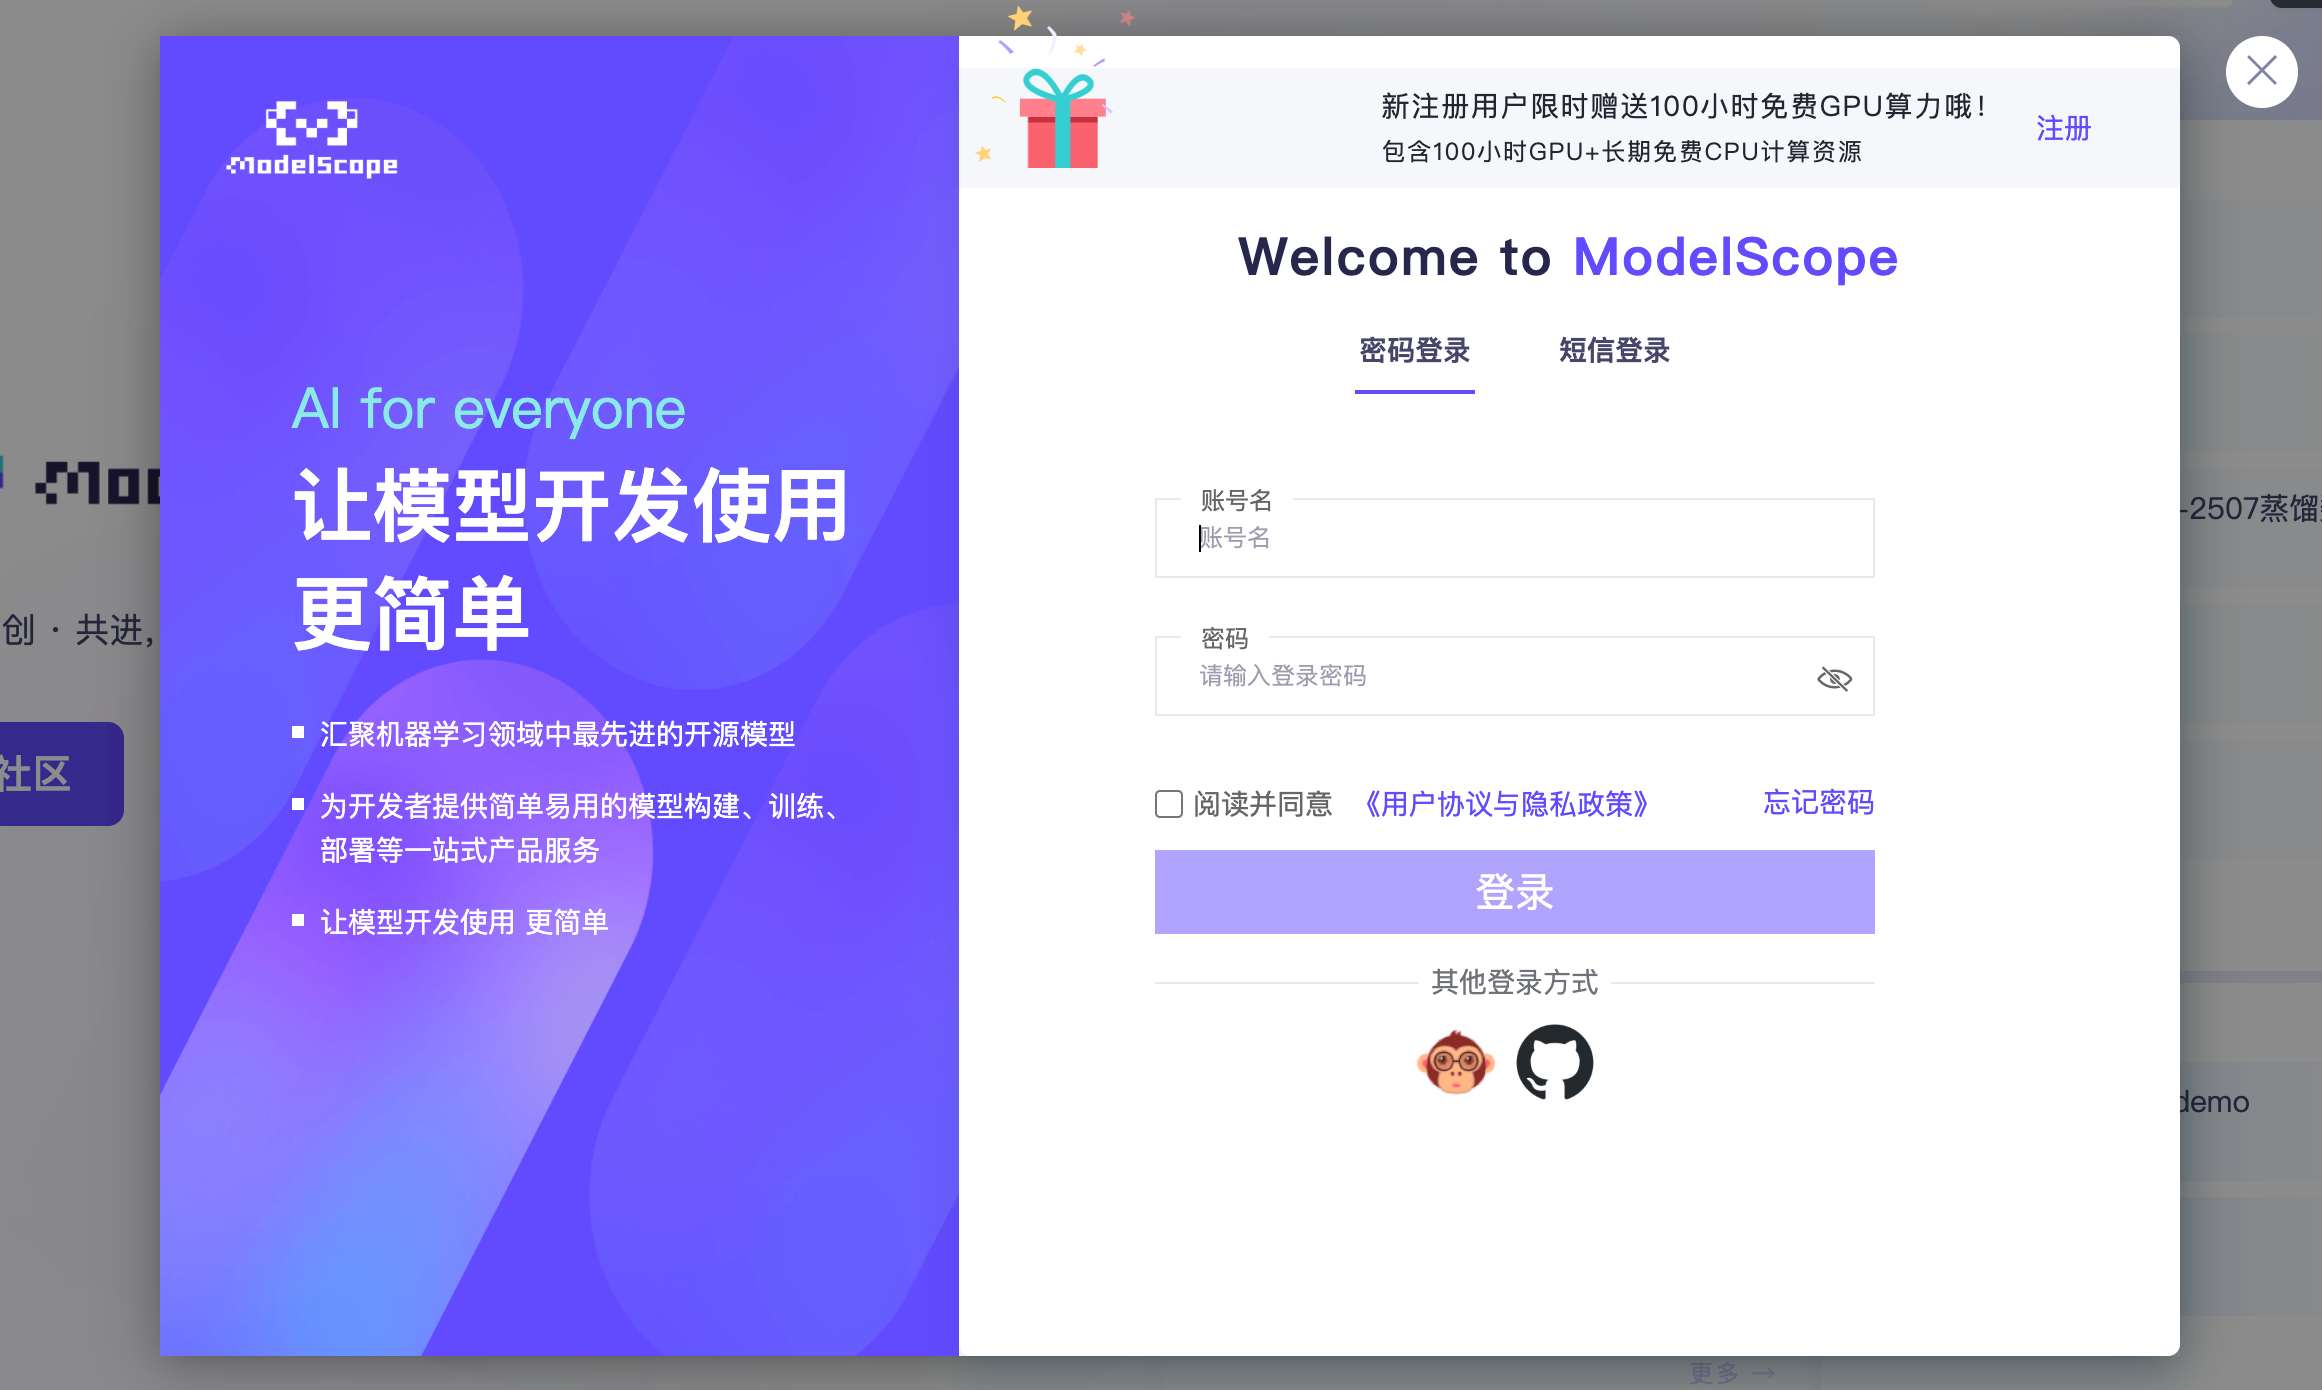 ModelScope
AI for everyone
让模型开发使用
更简单
汇聚机器学习领域中最先进的开源模型
为开发者提供简单易用的模型构建、训练、
部署等一站式产品服务
让模型开发使用 更简单
新注册用户限时赠送100小时免费GPU算力哦！
包含100小时GPU+长期免费CPU计算资源
注册
Welcome to ModelScope
密码登录
短信登录
账号名
账号名
密码
请输入登录密码
阅读并同意 《用户协议与隐私政策》
忘记密码
登录
其他登录方式
创 · 共进，
社区
-2507蒸馏
demo
更多 →